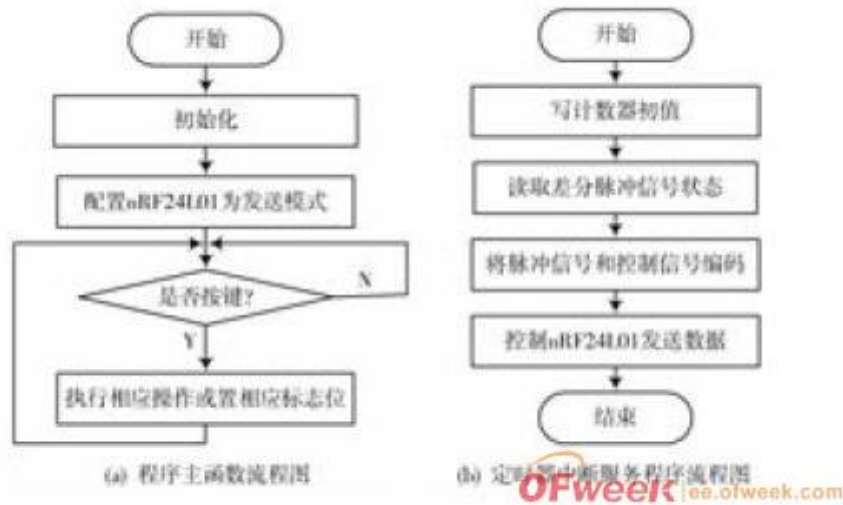 开始
初始化
配置nRF24L01为发送模式
是否按键?
N
Y
执行相应操作或置相应标志位
(a) 程序主函数流程图
开始
写计数器初值
读取差分脉冲信号状态
将脉冲信号和控制信号编码
控制nRF24L01发送数据
结束
(b) 定时器中断服务程序流程图
OFweek ee.ofweek.com